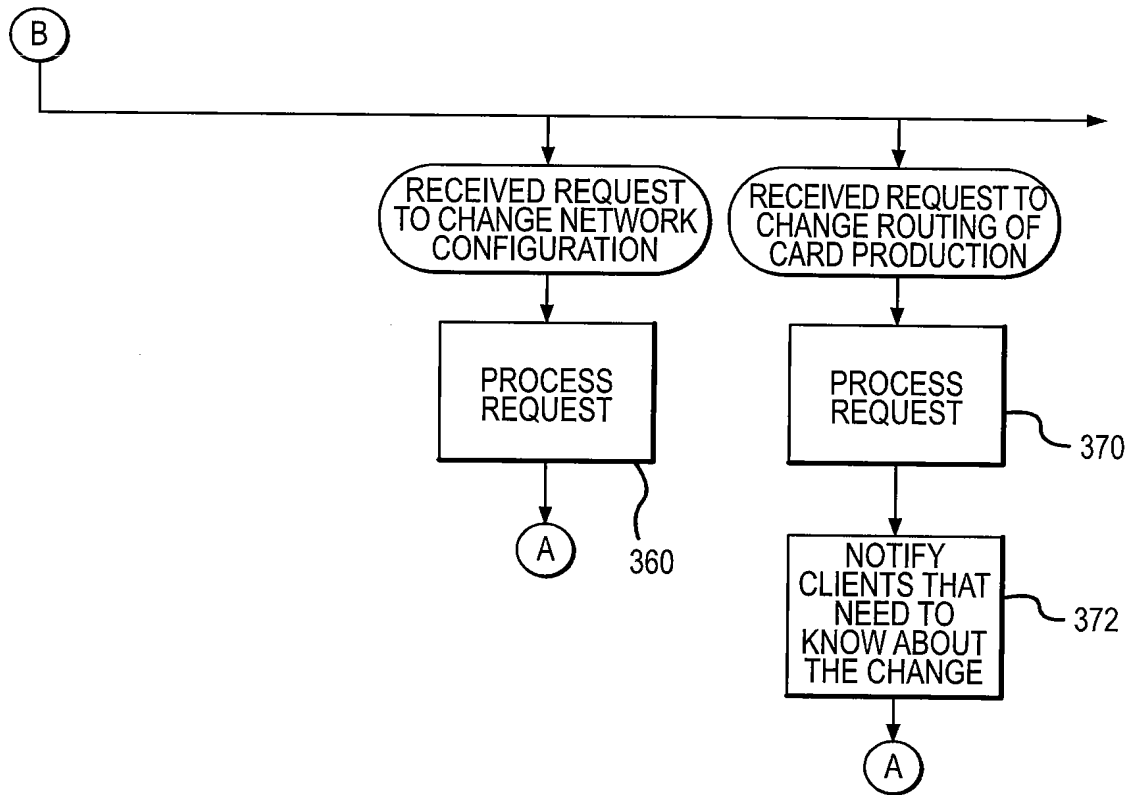 B
RECEIVED REQUEST
TO CHANGE NETWORK
CONFIGURATION
RECEIVED REQUEST TO
CHANGE ROUTING OF
CARD PRODUCTION
PROCESS
REQUEST
360
A
PROCESS
REQUEST
370
NOTIFY
CLIENTS THAT
NEED TO
KNOW ABOUT
THE CHANGE
372
A